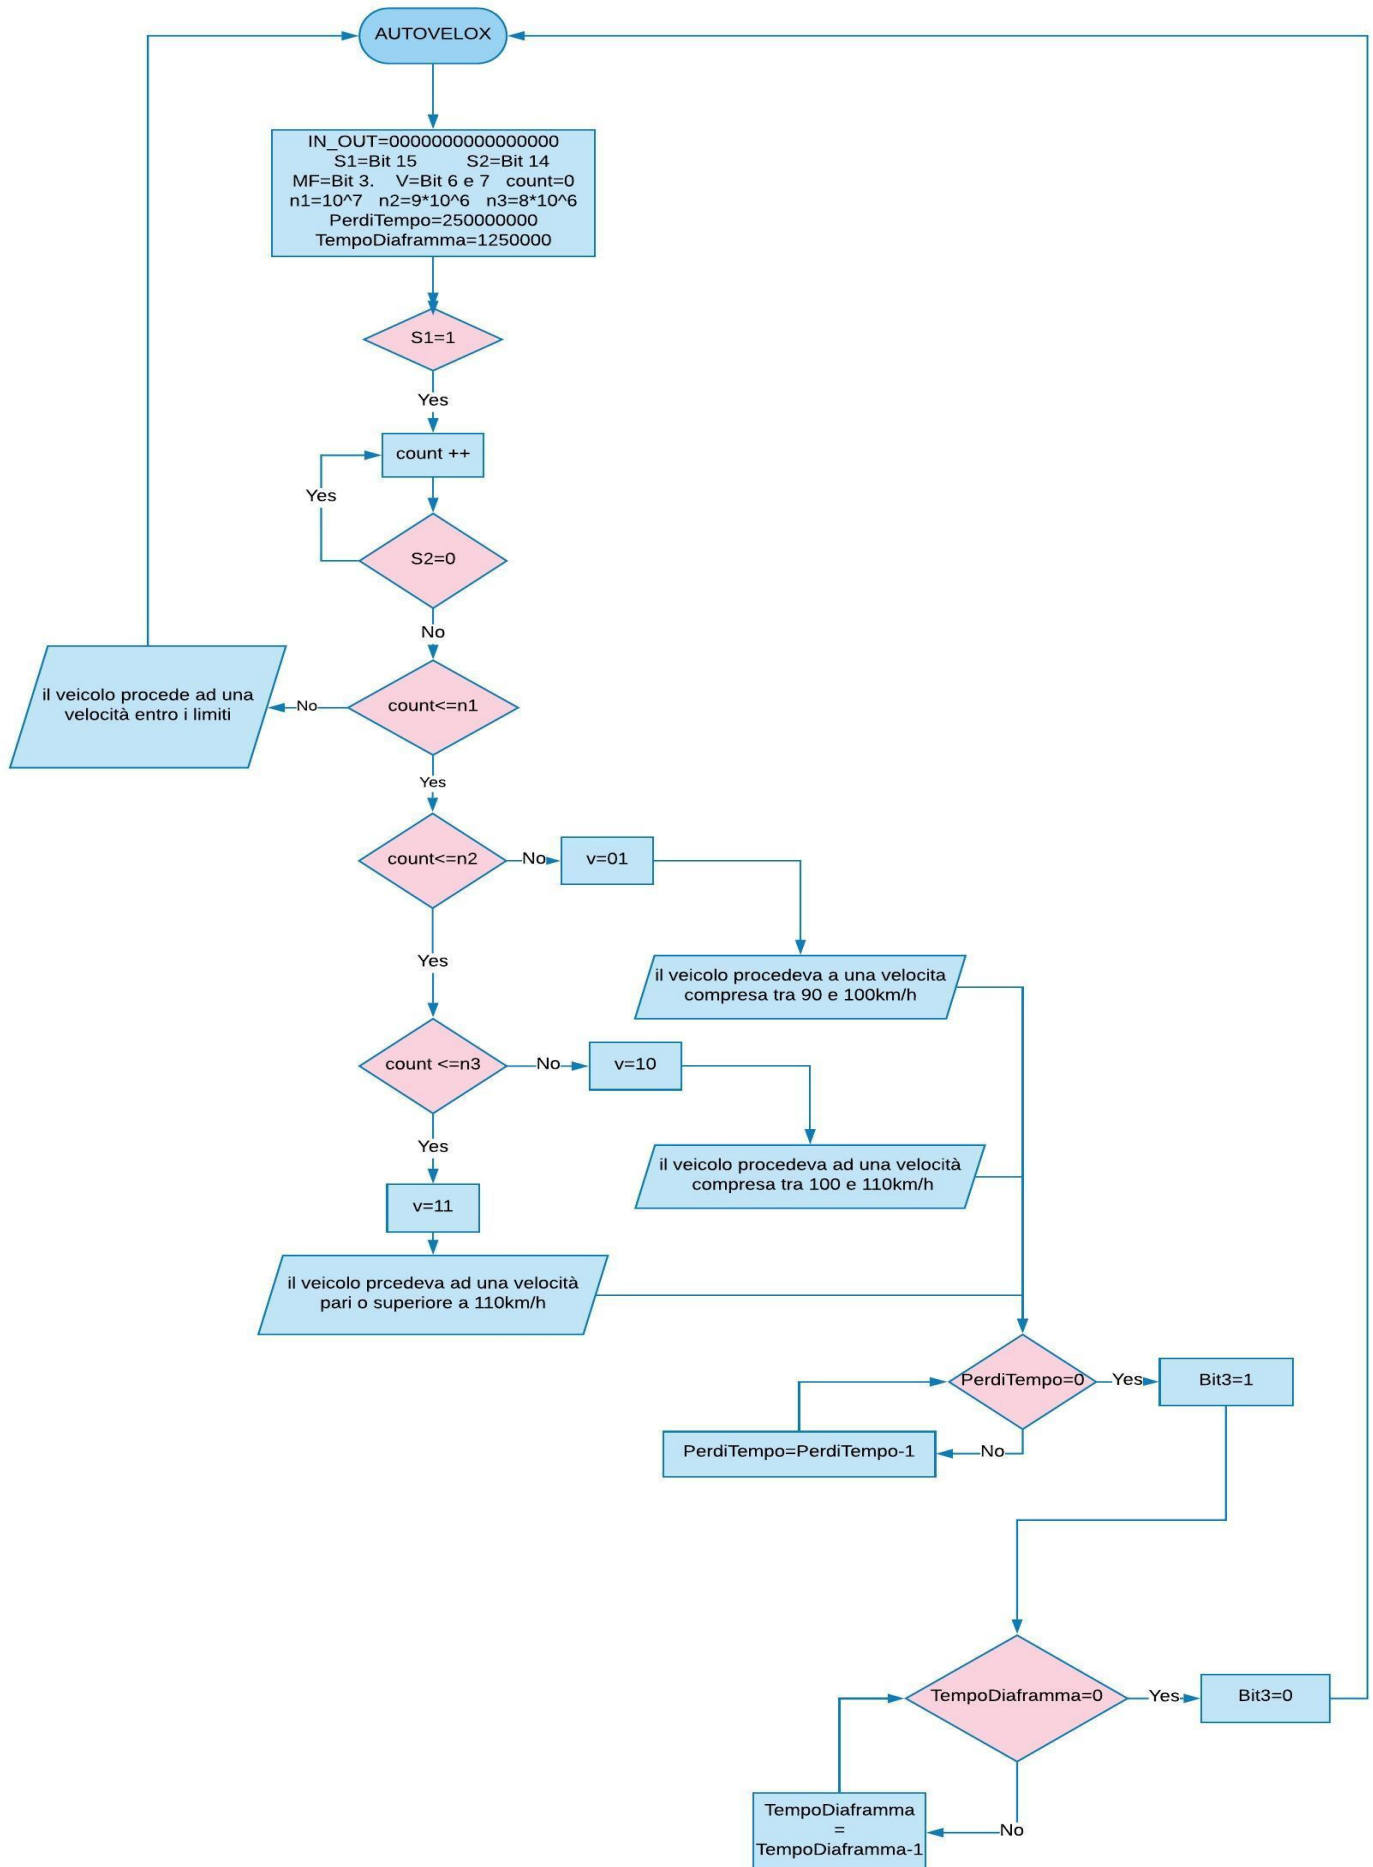 AUTOVELOX
IN_OUT=0000000000000000
S1=Bit 15 S2=Bit 14
MF=Bit 3. V=Bit 6 e 7 count=0
n1=10^7 n2=9*10^6 n3=8*10^6
PerdiTempo=250000000
TempoDiaframma=1250000
S1=1
Yes
count ++
Yes
S2=0
No
il veicolo procede ad una
velocità entro i limiti
No
count<=n1
Yes
count<=n2
No
v=01
Yes
il veicolo procedeva a una velocita
compresa tra 90 e 100km/h
count <=n3
No
v=10
Yes
il veicolo procedeva ad una velocità
compresa tra 100 e 110km/h
v=11
il veicolo prcedeva ad una velocità
pari o superiore a 110km/h
PerdiTempo=0
Yes
Bit3=1
PerdiTempo=PerdiTempo-1
No
TempoDiaframma=0
Yes
Bit3=0
TempoDiaframma
=
TempoDiaframma-1
No